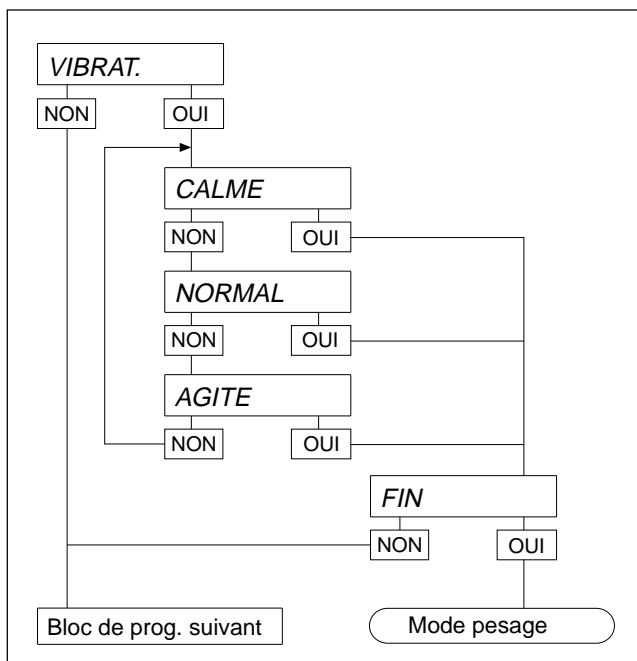 VIBRAT.
NON OUI
CALME
NON OUI
NORMAL
NON OUI
AGITE
NON OUI
FIN
NON OUI
Bloc de prog. suivant Mode pesage